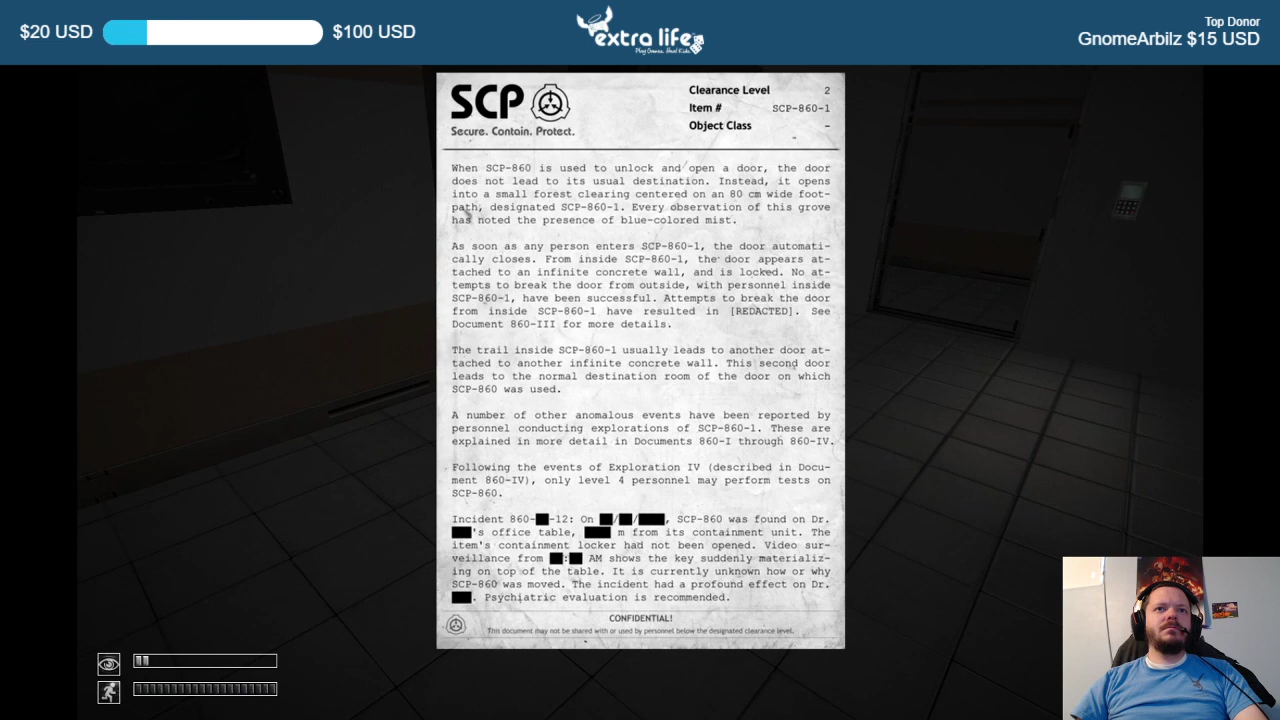 $20 USD
$100 USD
extra life
Play Games. Heal Kids.
Top Donor
GnomeArbilz $15 USD
SCP
Secure. Contain. Protect.
Clearance Level 2
Item # SCP-860-1
Object Class –
When SCP-860 is used to unlock and open a door, the door
does not lead to its usual destination. Instead, it opens
into a small forest clearing centered on an 80 cm wide foot-
path, designated SCP-860-1. Every observation of this grove
has noted the presence of blue-colored mist.
As soon as any person enters SCP-860-1, the door automati-
cally closes. From inside SCP-860-1, the door appears at-
tached to an infinite concrete wall, and is locked. No at-
tempts to break the door from outside, with personnel inside
SCP-860-1, have been successful. Attempts to break the door
from inside SCP-860-1 have resulted in [REDACTED]. See
Document 860-III for more details.
The trail inside SCP-860-1 usually leads to another door at-
tached to another infinite concrete wall. This second door
leads to the normal destination room of the door on which
SCP-860 was used.
A number of other anomalous events have been reported by
personnel conducting explorations of SCP-860-1. These are
explained in more detail in Documents 860-I through 860-IV.
Following the events of Exploration IV (described in Docu-
ment 860-IV), only level 4 personnel may perform tests on
SCP-860.
Incident 860-██-12: On ██/██/████, SCP-860 was found on Dr.
███'s office table, ████ m from its containment unit. The
item's containment locker had not been opened. Video sur-
veillance from ██:██ AM shows the key suddenly materializ-
ing on top of the table. It is currently unknown how or why
SCP-860 was moved. The incident had a profound effect on Dr.
███. Psychiatric evaluation is recommended.
CONFIDENTIAL!
This document may not be shared with or used by personnel below the designated clearance level.